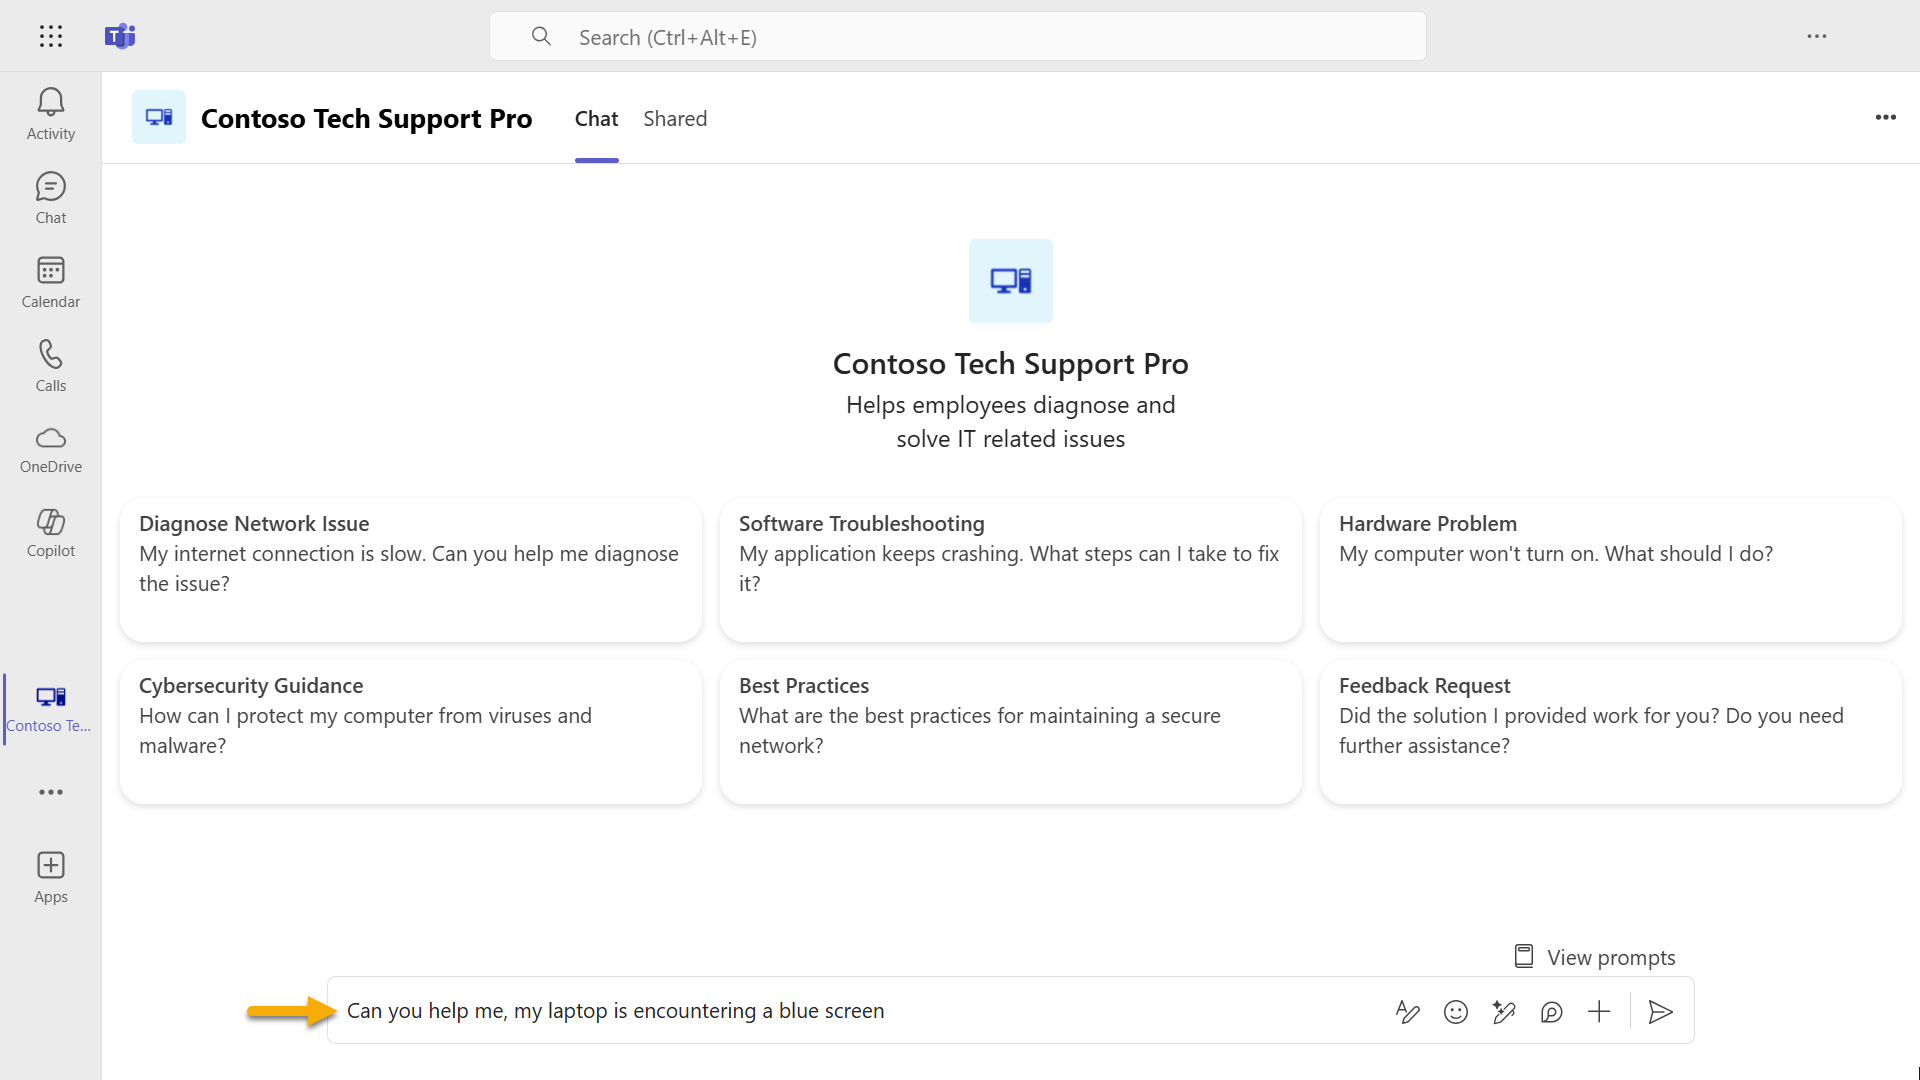 Search (Ctrl+Alt+E)
Activity
Chat
Calendar
Calls
OneDrive
Copilot
Contoso Te...
Apps
Contoso Tech Support Pro
Chat
Shared
Contoso Tech Support Pro
Helps employees diagnose and
solve IT related issues
Diagnose Network Issue
My internet connection is slow. Can you help me diagnose
the issue?
Software Troubleshooting
My application keeps crashing. What steps can I take to fix
it?
Hardware Problem
My computer won't turn on. What should I do?
Cybersecurity Guidance
How can I protect my computer from viruses and
malware?
Best Practices
What are the best practices for maintaining a secure
network?
Feedback Request
Did the solution I provided work for you? Do you need
further assistance?
View prompts
Can you help me, my laptop is encountering a blue screen